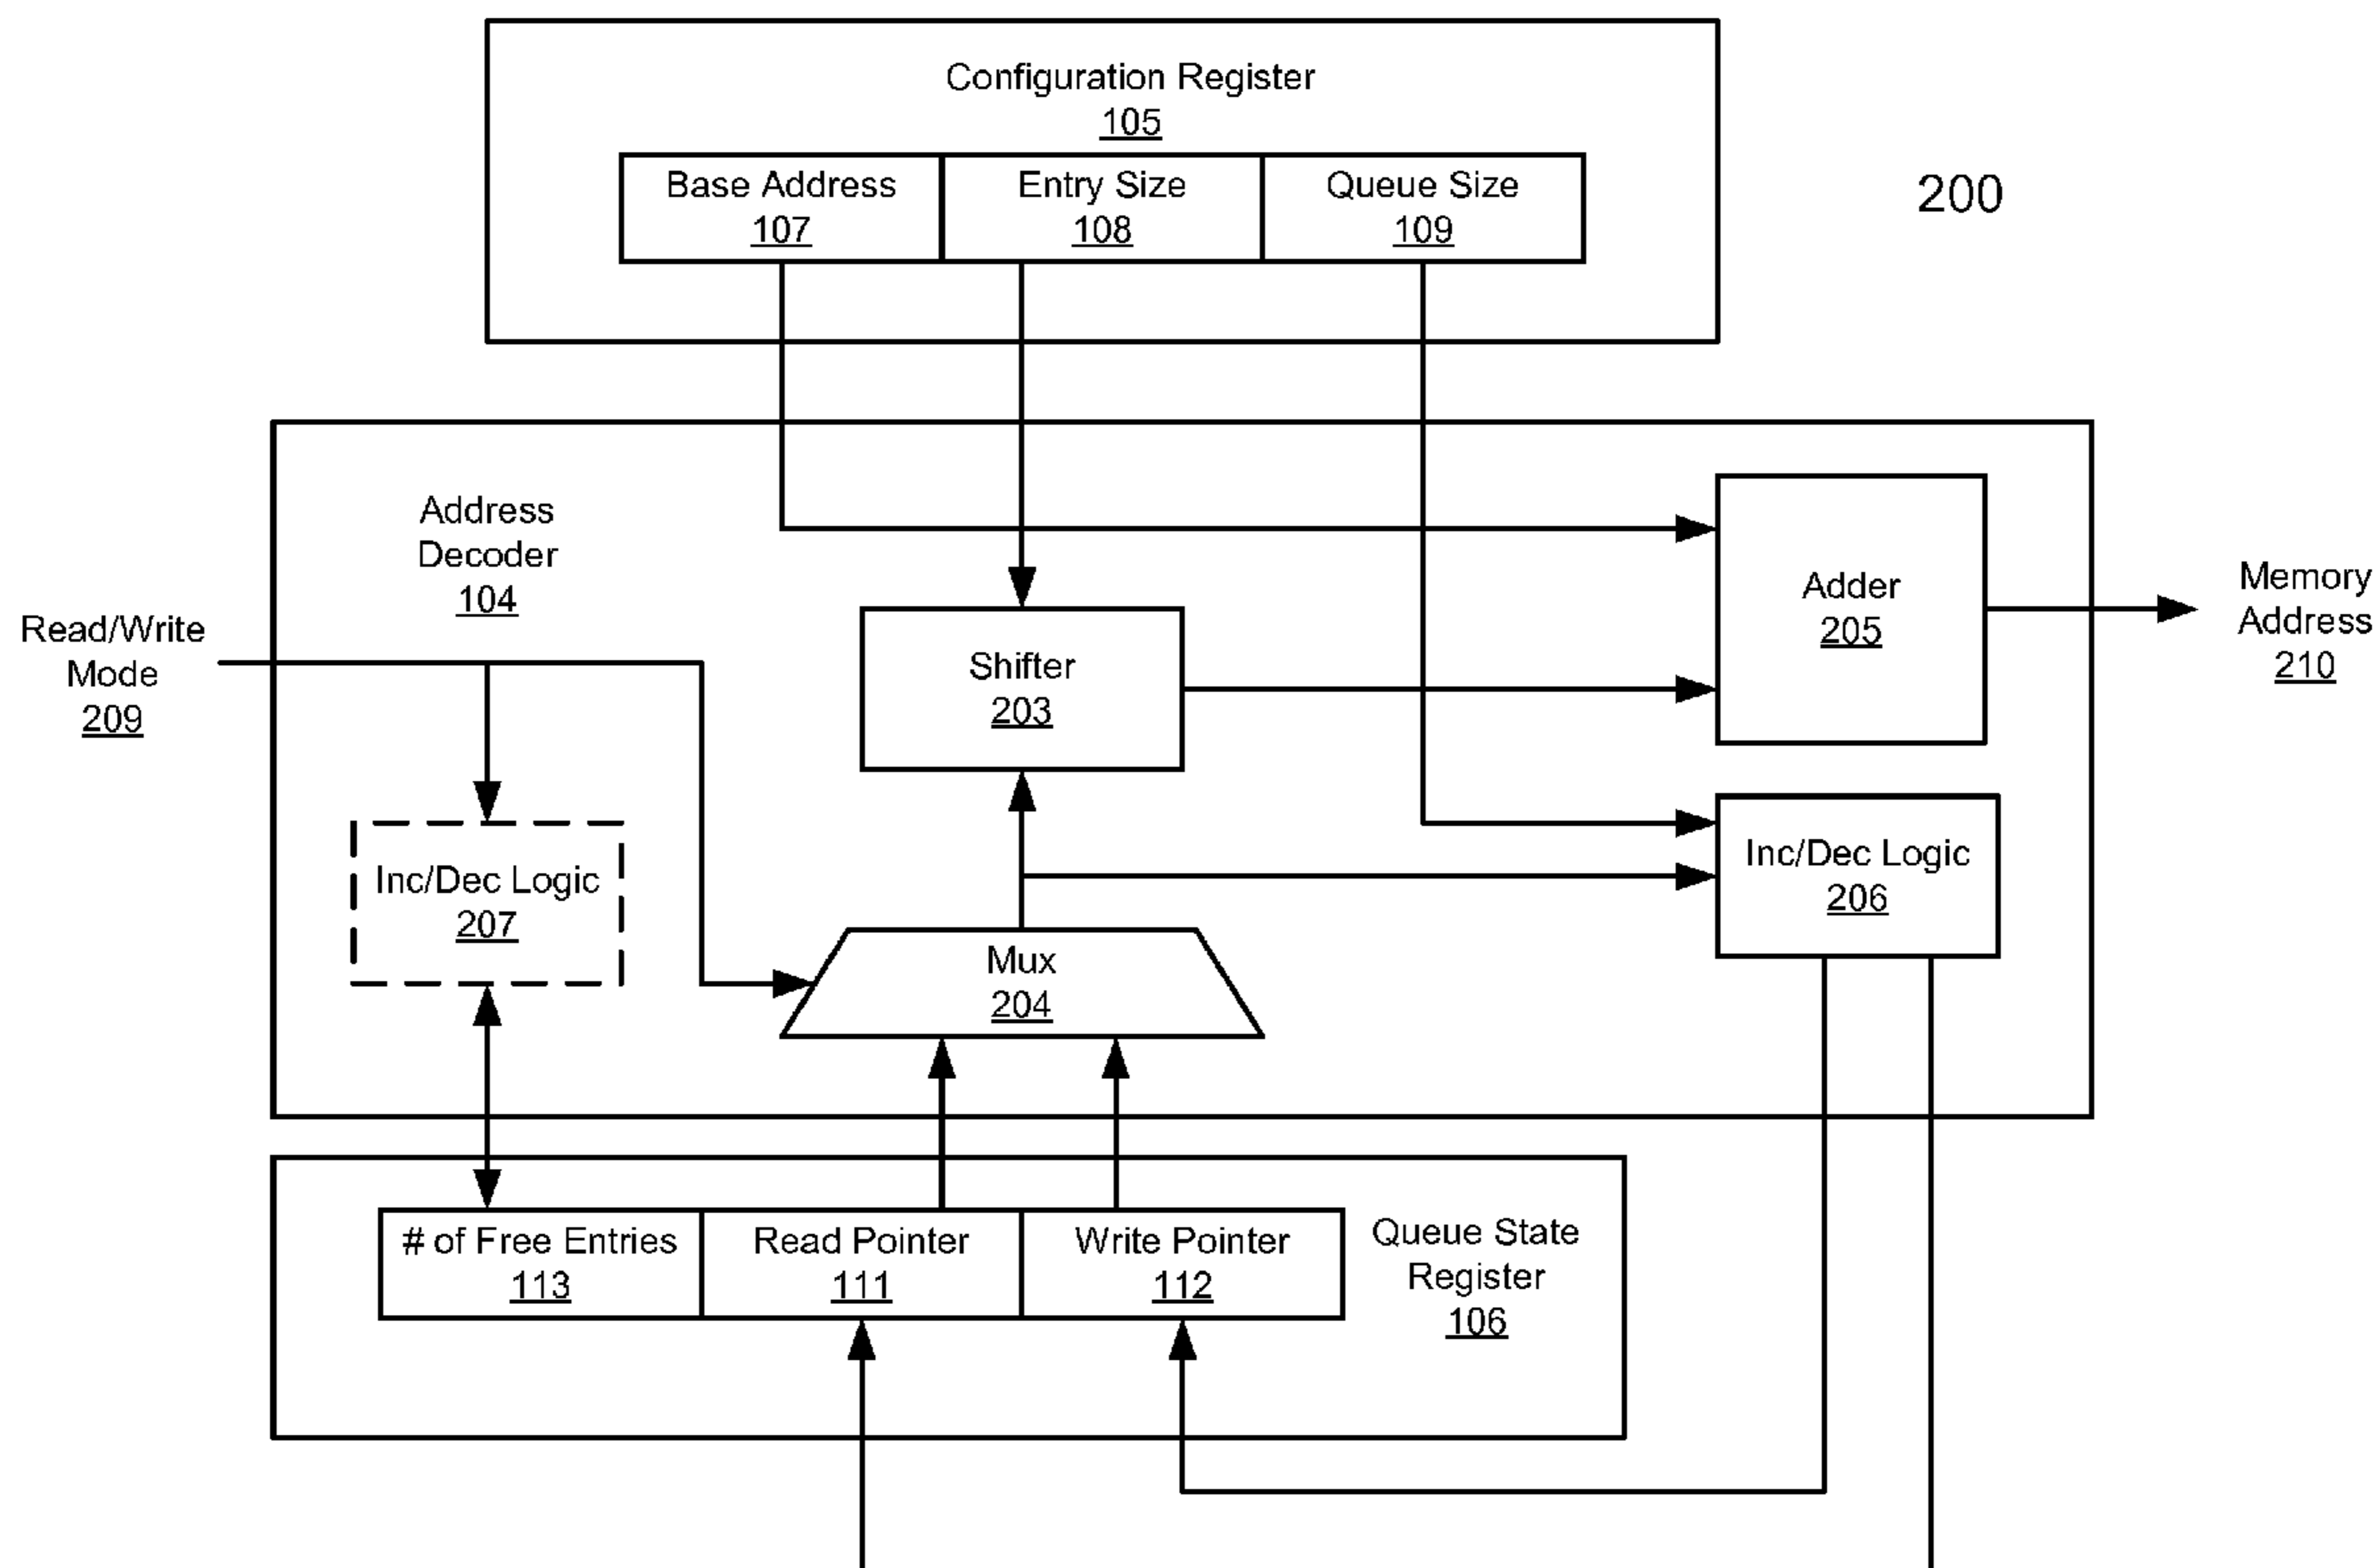 Configuration Register
105
Base Address
107
Entry Size
108
Queue Size
109
200
Address
Decoder
104
Read/Write
Mode
209
Shifter
203
Adder
205
Memory
Address
210
Inc/Dec Logic
207
Inc/Dec Logic
206
Mux
204
# of Free Entries
113
Read Pointer
111
Write Pointer
112
Queue State
Register
106